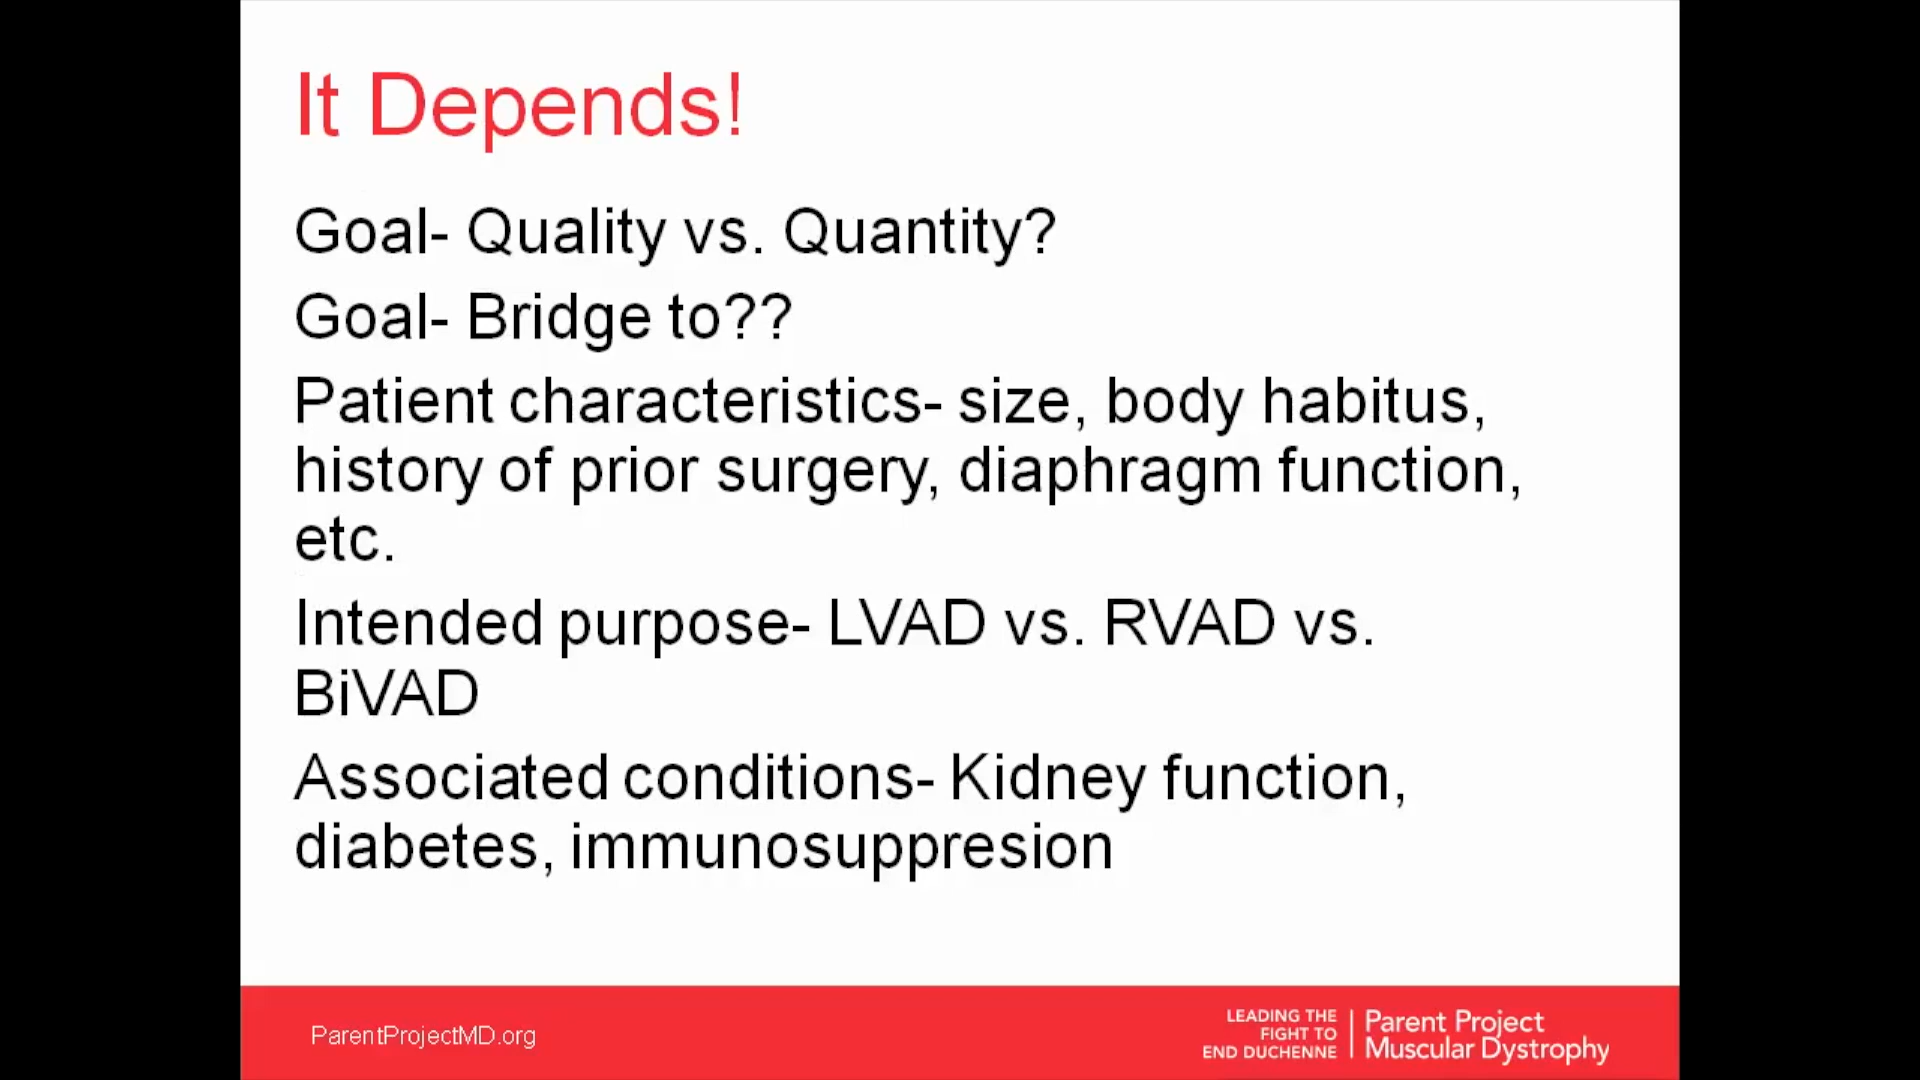 It Depends!
Goal- Quality vs. Quantity?
Goal- Bridge to??
Patient characteristics- size, body habitus,
history of prior surgery, diaphragm function,
etc.
Intended purpose- LVAD vs. RVAD vs.
BiVAD
Associated conditions- Kidney function,
diabetes, immunosuppresion
ParentProjectMD.org
LEADING THE
FIGHT TO
END DUCHENNE
Parent Project
Muscular Dystrophy